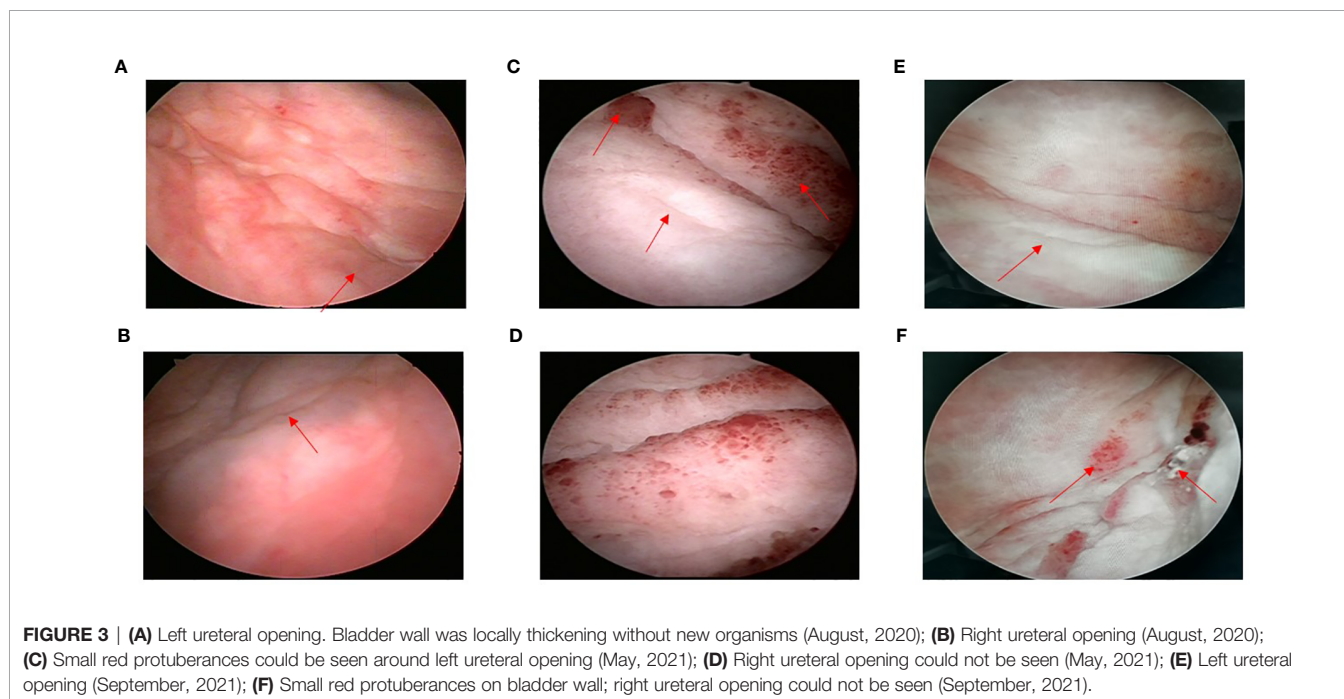 A
C
E
B
D
F
FIGURE 3 | (A) Left ureteral opening. Bladder wall was locally thickening without new organisms (August, 2020); (B) Right ureteral opening (August, 2020);
(C) Small red protuberances could be seen around left ureteral opening (May, 2021); (D) Right ureteral opening could not be seen (May, 2021); (E) Left ureteral
opening (September, 2021); (F) Small red protuberances on bladder wall; right ureteral opening could not be seen (September, 2021).